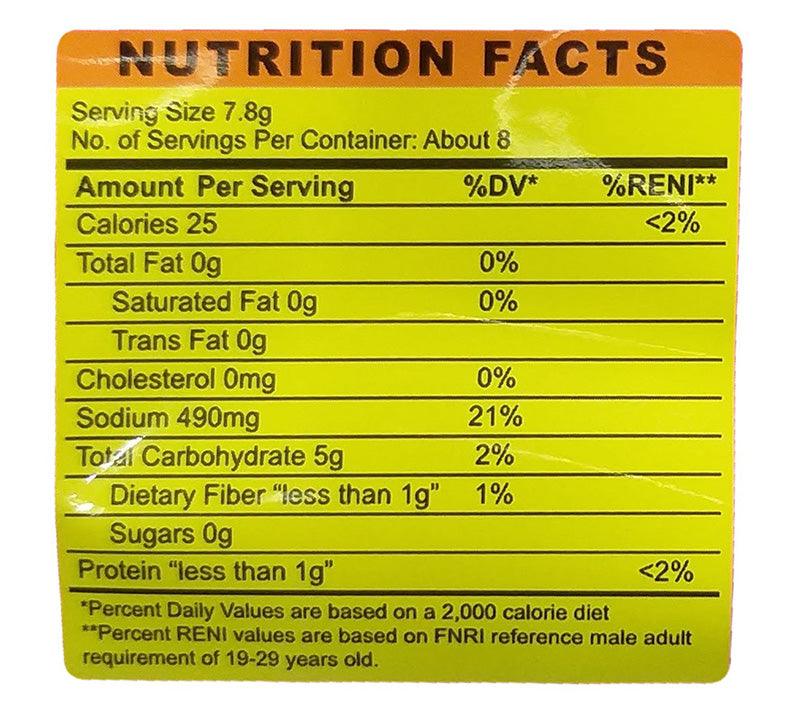 NUTRITION FACTS
Serving Size 7.8g
No. of Servings Per Container: About 8
Amount Per Serving %DV* %RENI**
Calories 25 <2%
Total Fat 0g 0%
Saturated Fat 0g 0%
Trans Fat 0g
Cholesterol 0mg 0%
Sodium 490mg 21%
Total Carbohydrate 5g 2%
Dietary Fiber “less than 1g” 1%
Sugars 0g
Protein “less than 1g” <2%
*Percent Daily Values are based on a 2,000 calorie diet
**Percent RENI values are based on FNRI reference male adult
requirement of 19-29 years old.